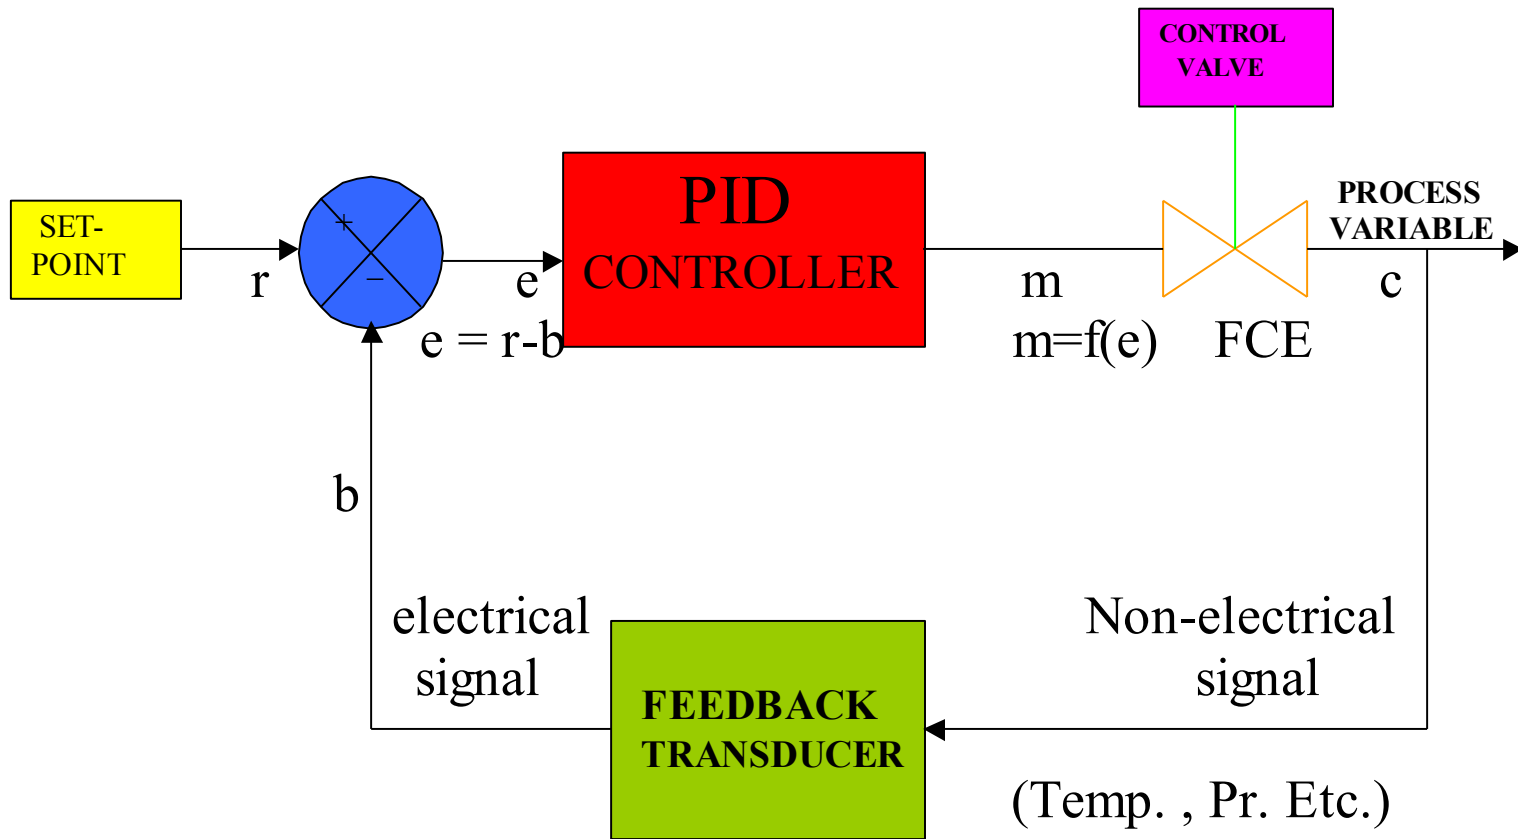 CONTROL
VALVE
SET-
POINT
r
+
−
e
e = r-b
PID
CONTROLLER
m
m=f(e)
FCE
PROCESS
VARIABLE
c
b
electrical
signal
FEEDBACK
TRANSDUCER
Non-electrical
signal
(Temp. , Pr. Etc.)